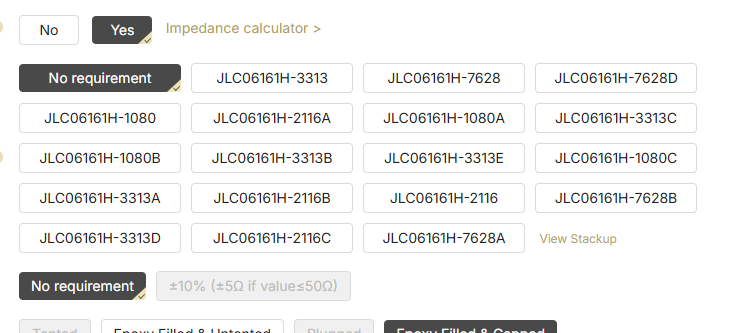 No Yes Impedance calculator >
No requirement JLC06161H-3313 JLC06161H-7628 JLC06161H-7628D
JLC06161H-1080 JLC06161H-2116A JLC06161H-1080A JLC06161H-3313C
JLC06161H-1080B JLC06161H-3313B JLC06161H-3313E JLC06161H-1080C
JLC06161H-3313A JLC06161H-2116B JLC06161H-2116 JLC06161H-7628B
JLC06161H-3313D JLC06161H-2116C JLC06161H-7628A View Stackup
No requirement ±10% (±5Ω if value≤50Ω)
Tented Epoxy Filled & Untented Plugged Epoxy Filled & Capped